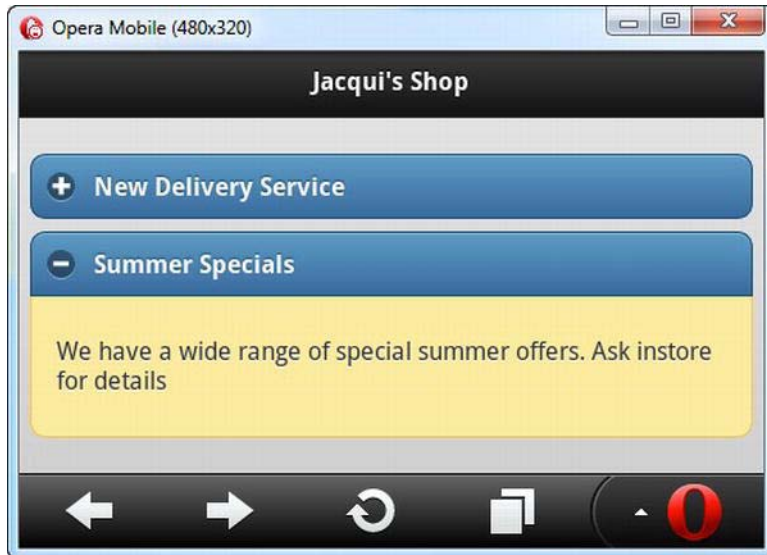 Opera Mobile (480x320)
Jacqui's Shop
New Delivery Service
Summer Specials
We have a wide range of special summer offers. Ask instore
for details